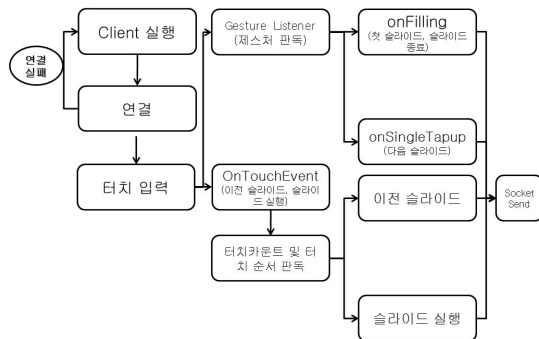 Client 실행
연결
실패
연결
터치 입력
Gesture Listener
(제스처 판독)
onFilling
(첫 슬라이드, 슬라이드
종료)
onSingleTapup
(다음 슬라이드)
OnTouchEvent
(이전 슬라이드, 슬라이
드 실행)
터치카운트 및 터
치 순서 판독
이전 슬라이드
슬라이드 실행
Socket
Send